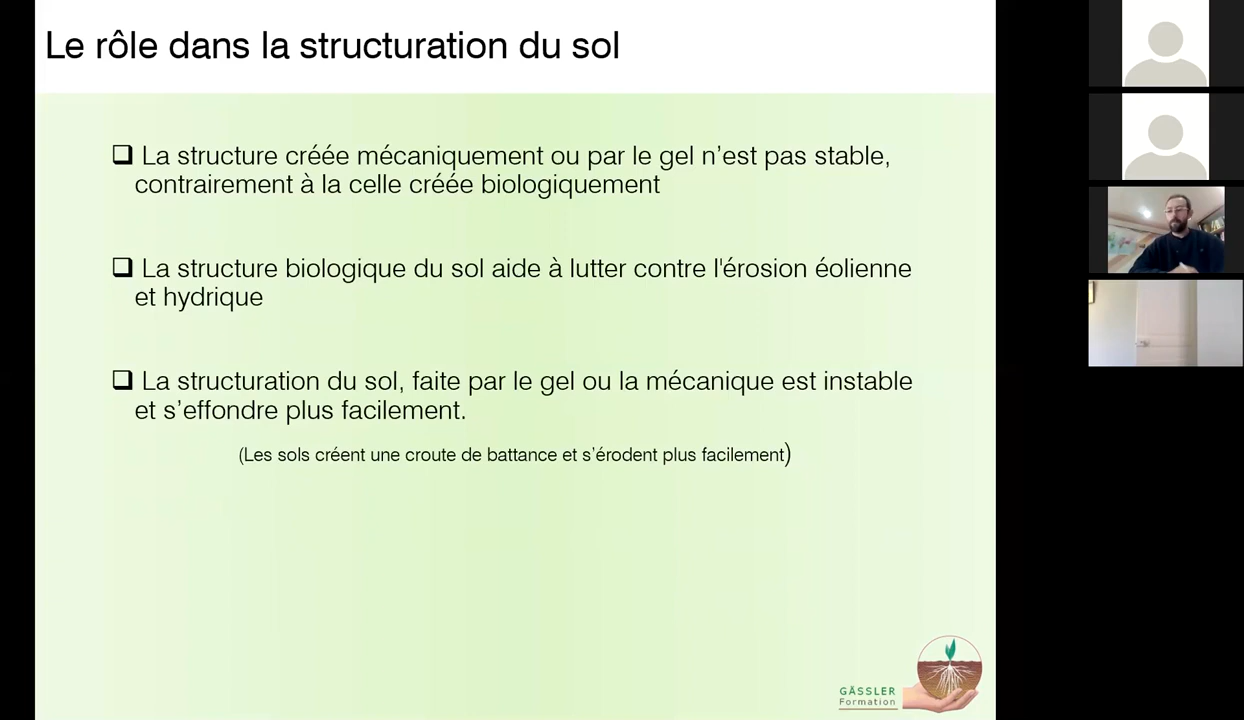 Le rôle dans la structuration du sol
❑ La structure créée mécaniquement ou par le gel n’est pas stable,
contrairement à la celle créée biologiquement
❑ La structure biologique du sol aide à lutter contre l'érosion éolienne
et hydrique
❑ La structuration du sol, faite par le gel ou la mécanique est instable
et s’effondre plus facilement.
(Les sols créent une croute de battance et s’érodent plus facilement)
GÄSSLER
Formation